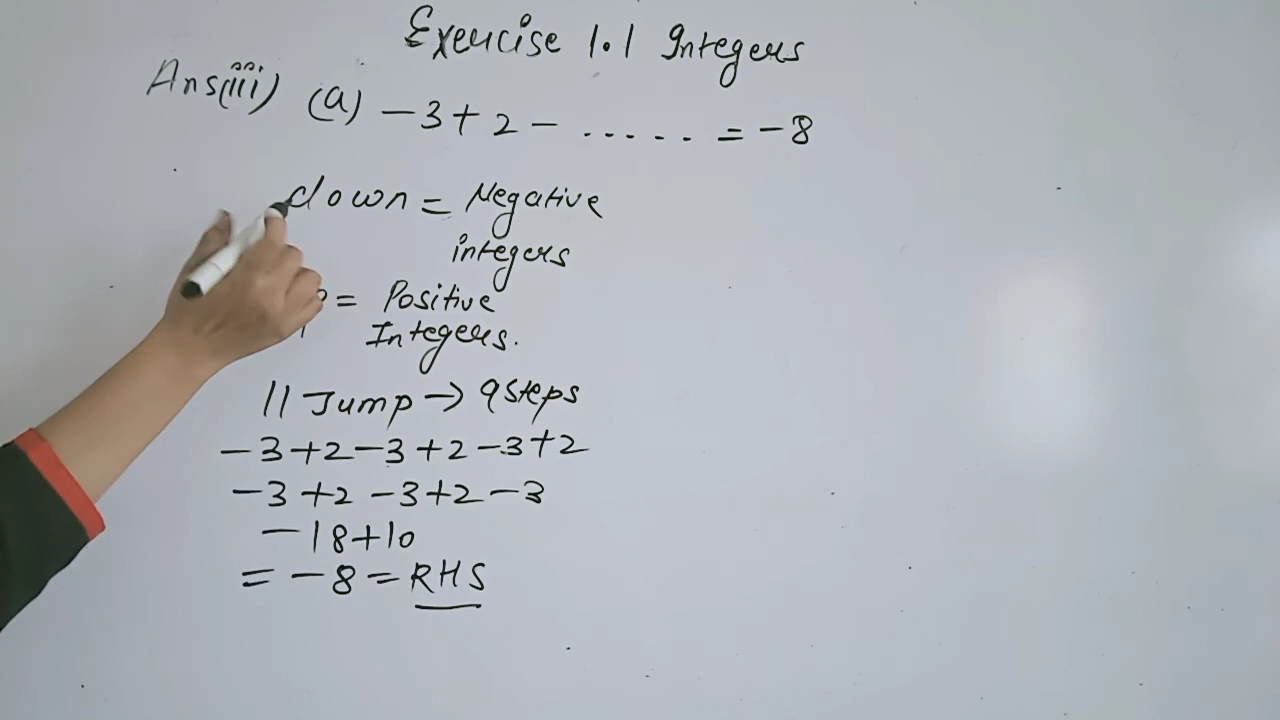 Exercise 1.1 Integers
Ans(iii) (a) -3+2- ...... = -8
down = Negative
integers
= Positive
Integers.
11 Jump → 9 steps
-3+2-3+2-3+2
-3+2-3+2-3
-18+10
= -8 = RHS